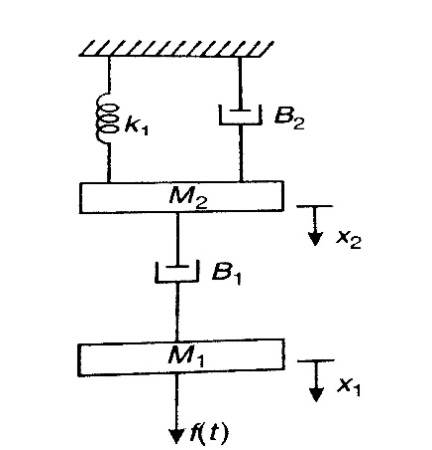 k₁
B₂
M₂
x₂
B₁
M₁
x₁
f(t)